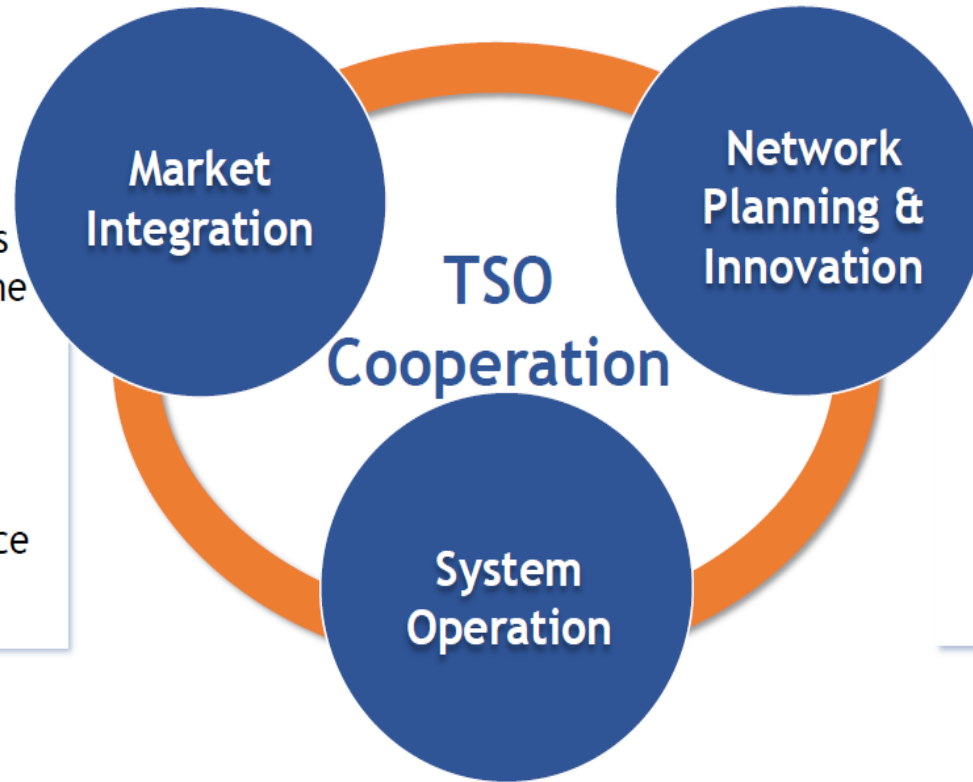 Market
Integration
Network
Planning &
Innovation
TSO
Cooperation
System
Operation